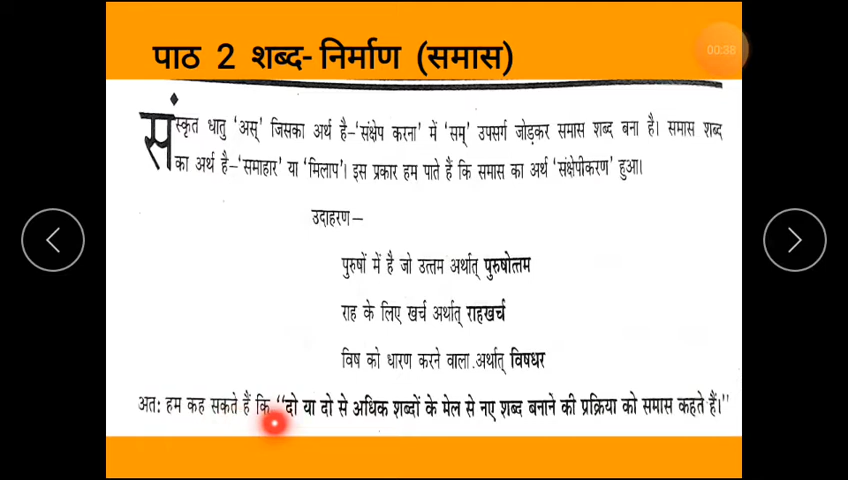 पाठ 2 शब्द- निर्माण (समास)
00:38
संस्कृत धातु 'अस्' जिसका अर्थ है-'संक्षेप करना' में 'सम्' उपसर्ग जोड़कर समास शब्द बना है। समास शब्द
का अर्थ है-'समाहार' या 'मिलाप'। इस प्रकार हम पाते हैं कि समास का अर्थ 'संक्षेपीकरण' हुआ।
उदाहरण–
पुरुषों में है जो उत्तम अर्थात् पुरुषोत्तम
राह के लिए खर्च अर्थात् राहखर्च
विष को धारण करने वाला अर्थात् विषधर
अतः हम कह सकते हैं कि "दो या दो से अधिक शब्दों के मेल से नए शब्द बनाने की प्रक्रिया को समास कहते हैं।"